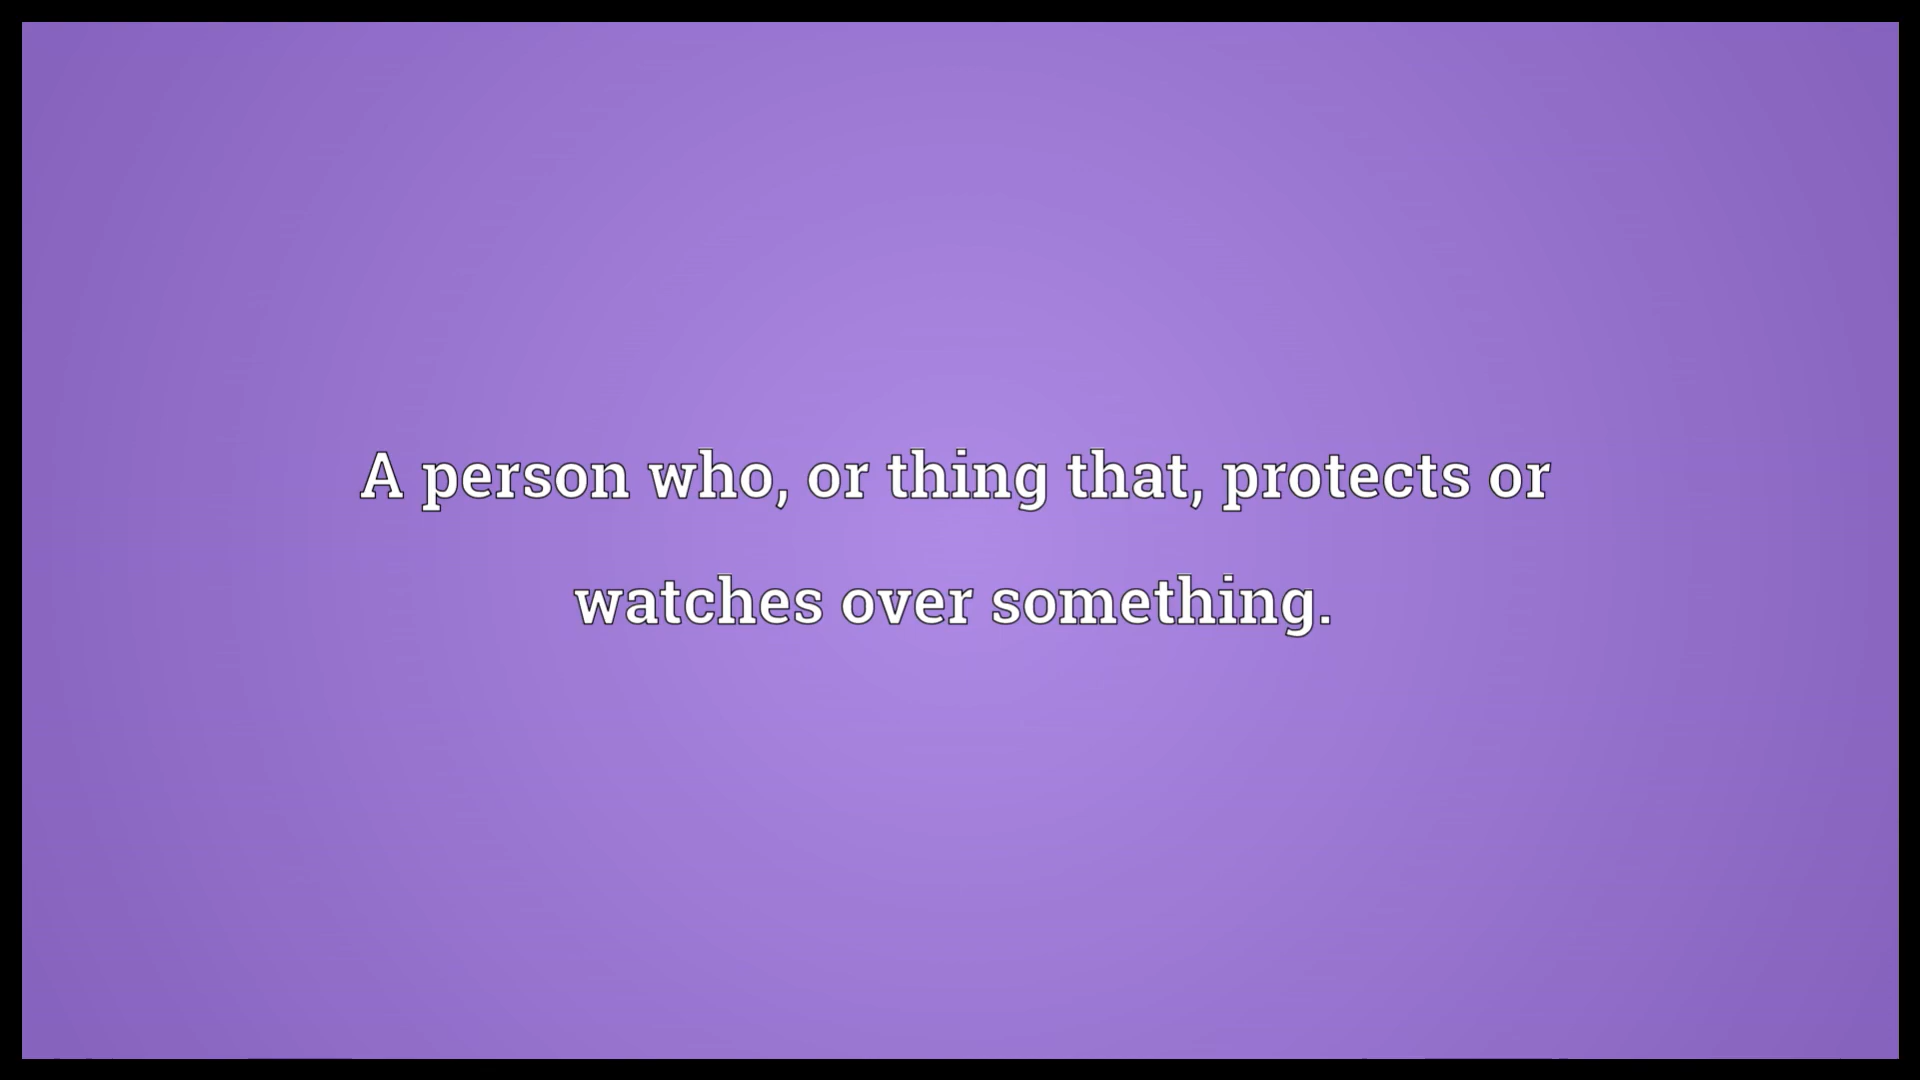 A person who, or thing that, protects or
watches over something.